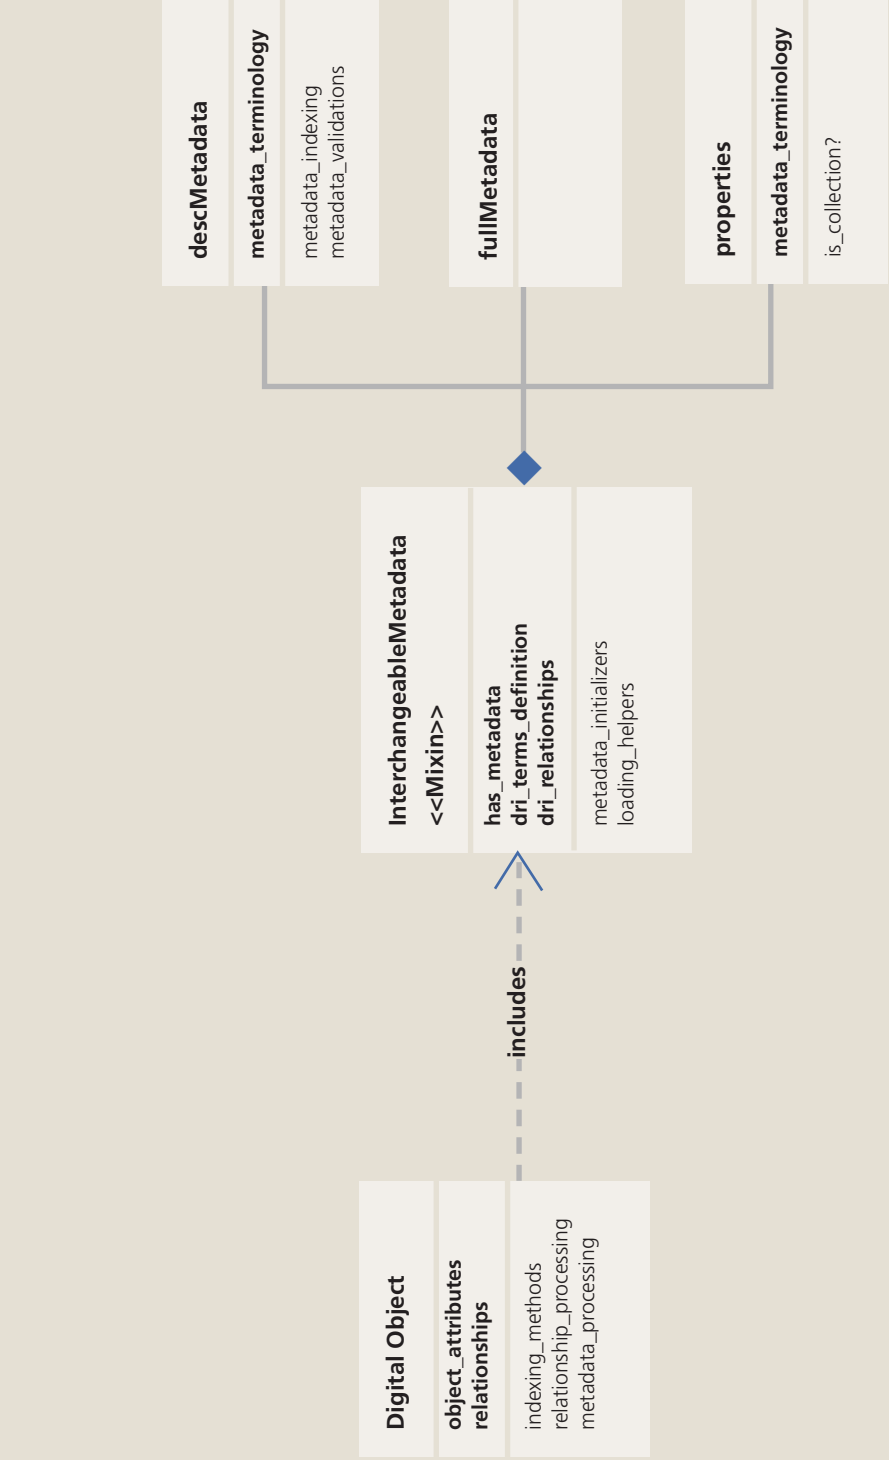 descMetadata
metadata_terminology
metadata_indexing
metadata_validations
fullMetadata
properties
metadata_terminology
is_collection?
InterchangeableMetadata
<<Mixin>>
has_metadata
dri_terms_definition
dri_relationships
metadata_initializers
loading_helpers
includes
Digital Object
object_attributes
relationships
indexing_methods
relationship_processing
metadata_processing